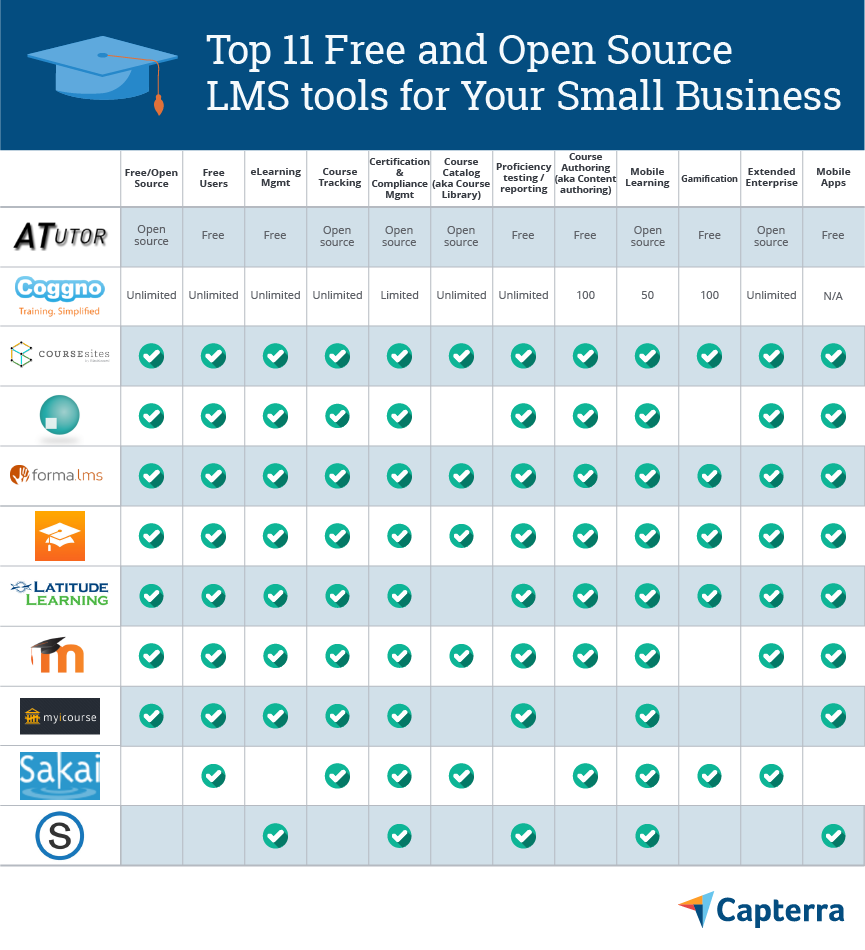 Top 11 Free and Open Source
LMS tools for Your Small Business
Free/Open
Source
Free
Users
eLearning
Mgmt
Course
Tracking
Certification
&
Compliance
Mgmt
Course
Catalog
(aka Course
Library)
Proficiency
testing /
reporting
Course
Authoring
(aka Content
authoring)
Mobile
Learning
Gamification
Extended
Enterprise
Mobile
Apps
ATUTOR
Open
source
Free
Free
Open
source
Open
source
Open
source
Free
Free
Open
source
Free
Open
source
Free
Coggno
Training. Simplified
Unlimited
Unlimited
Unlimited
Unlimited
Limited
Unlimited
Unlimited
100
50
100
Unlimited
N/A
COURSEsites
forma.lms
LATITUDE
LEARNING
m
myicourse
Sakai
S
Capterra